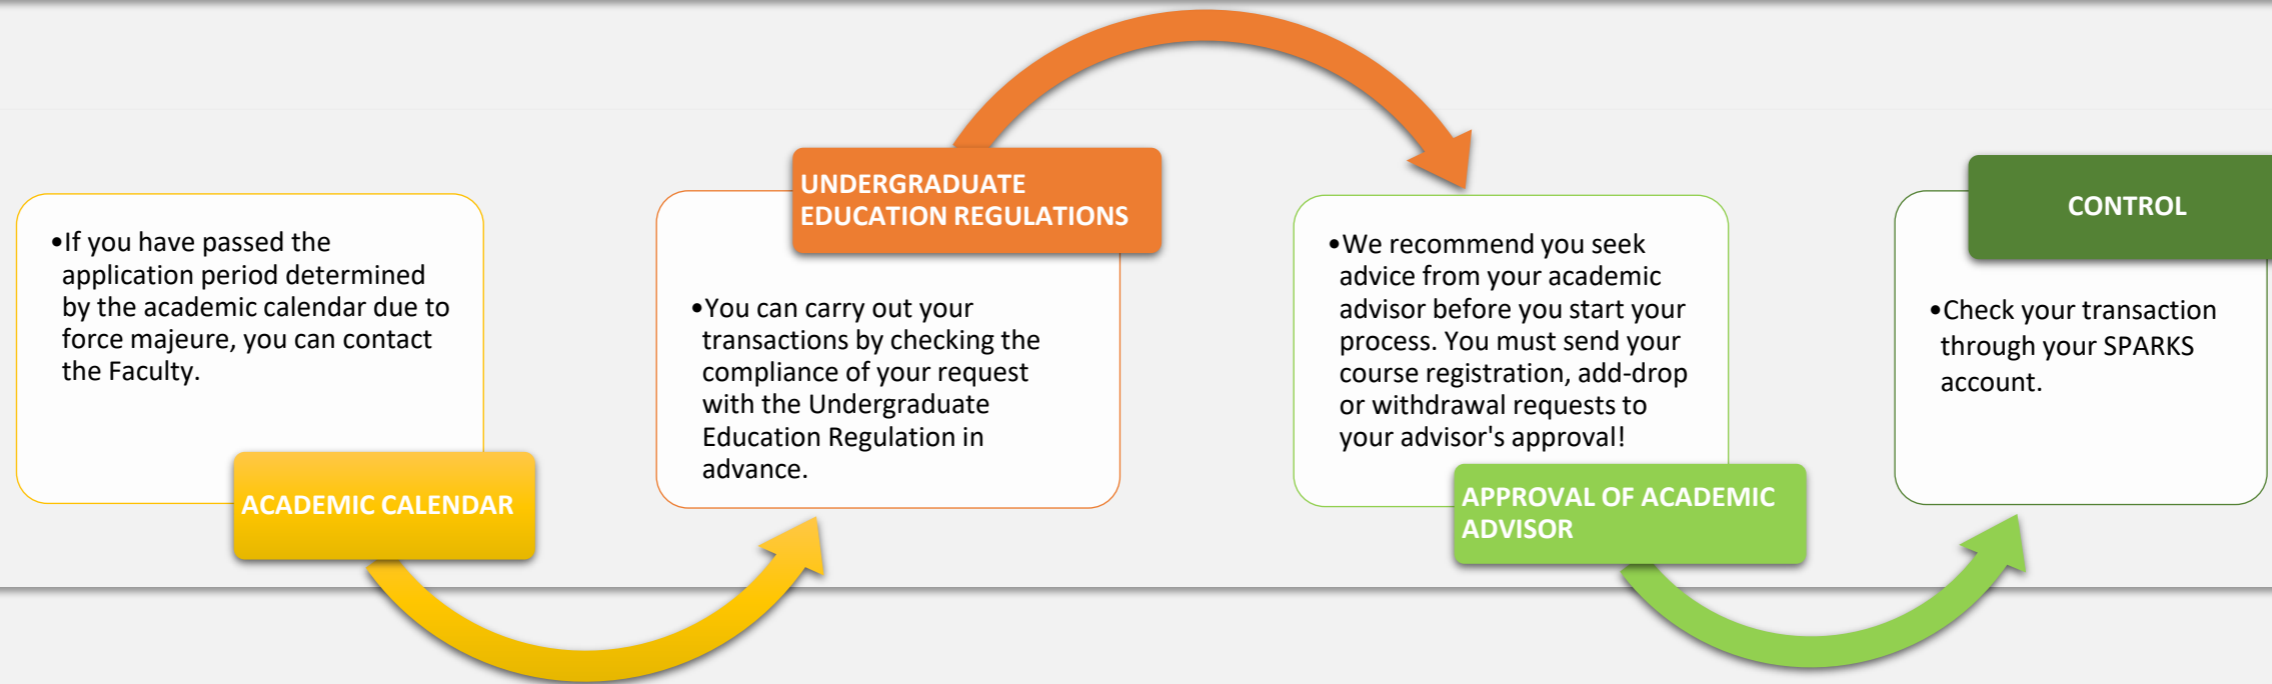 •If you have passed the
application period determined
by the academic calendar due to
force majeure, you can contact
the Faculty.
ACADEMIC CALENDAR
UNDERGRADUATE
EDUCATION REGULATIONS
•You can carry out your
transactions by checking the
compliance of your request
with the Undergraduate
Education Regulation in
advance.
•We recommend you seek
advice from your academic
advisor before you start your
process. You must send your
course registration, add-drop
or withdrawal requests to
your advisor's approval!
APPROVAL OF ACADEMIC
ADVISOR
CONTROL
•Check your transaction
through your SPARKS
account.